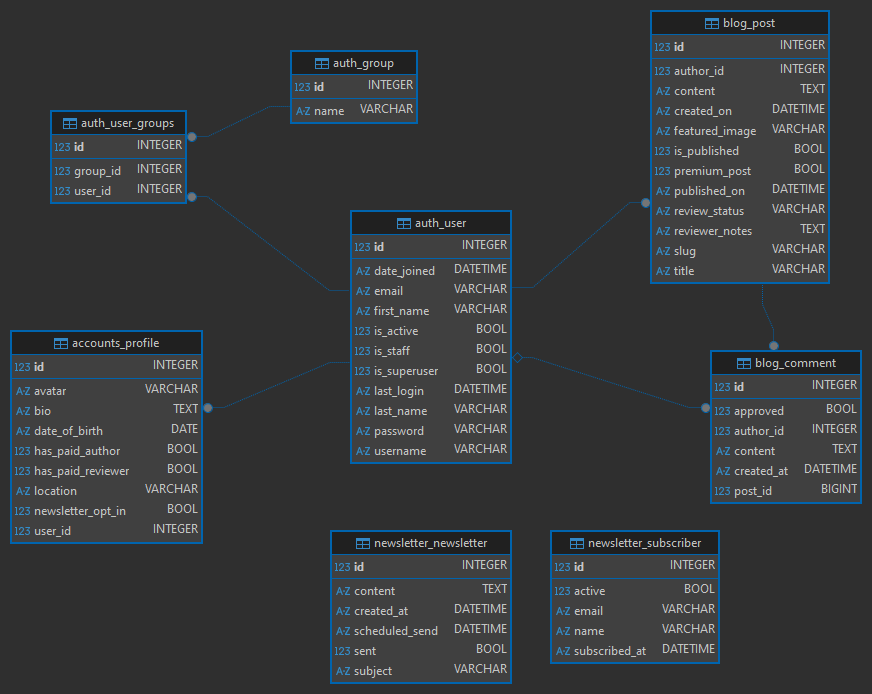 blog_post
123 id INTEGER
123 author_id INTEGER
A-Z content TEXT
A-Z created_on DATETIME
A-Z featured_image VARCHAR
123 is_published BOOL
123 premium_post BOOL
A-Z published_on DATETIME
A-Z review_status VARCHAR
A-Z reviewer_notes TEXT
A-Z slug VARCHAR
A-Z title VARCHAR
auth_group
123 id INTEGER
A-Z name VARCHAR
auth_user_groups
123 id INTEGER
123 group_id INTEGER
123 user_id INTEGER
auth_user
123 id INTEGER
A-Z date_joined DATETIME
A-Z email VARCHAR
A-Z first_name VARCHAR
123 is_active BOOL
123 is_staff BOOL
123 is_superuser BOOL
A-Z last_login DATETIME
A-Z last_name VARCHAR
A-Z password VARCHAR
A-Z username VARCHAR
accounts_profile
123 id INTEGER
A-Z avatar VARCHAR
A-Z bio TEXT
A-Z date_of_birth DATE
123 has_paid_author BOOL
123 has_paid_reviewer BOOL
A-Z location VARCHAR
123 newsletter_opt_in BOOL
123 user_id INTEGER
blog_comment
123 id INTEGER
123 approved BOOL
123 author_id INTEGER
A-Z content TEXT
A-Z created_at DATETIME
123 post_id BIGINT
newsletter_newsletter
123 id INTEGER
A-Z content TEXT
A-Z created_at DATETIME
A-Z scheduled_send DATETIME
123 sent BOOL
A-Z subject VARCHAR
newsletter_subscriber
123 id INTEGER
123 active BOOL
A-Z email VARCHAR
A-Z name VARCHAR
A-Z subscribed_at DATETIME